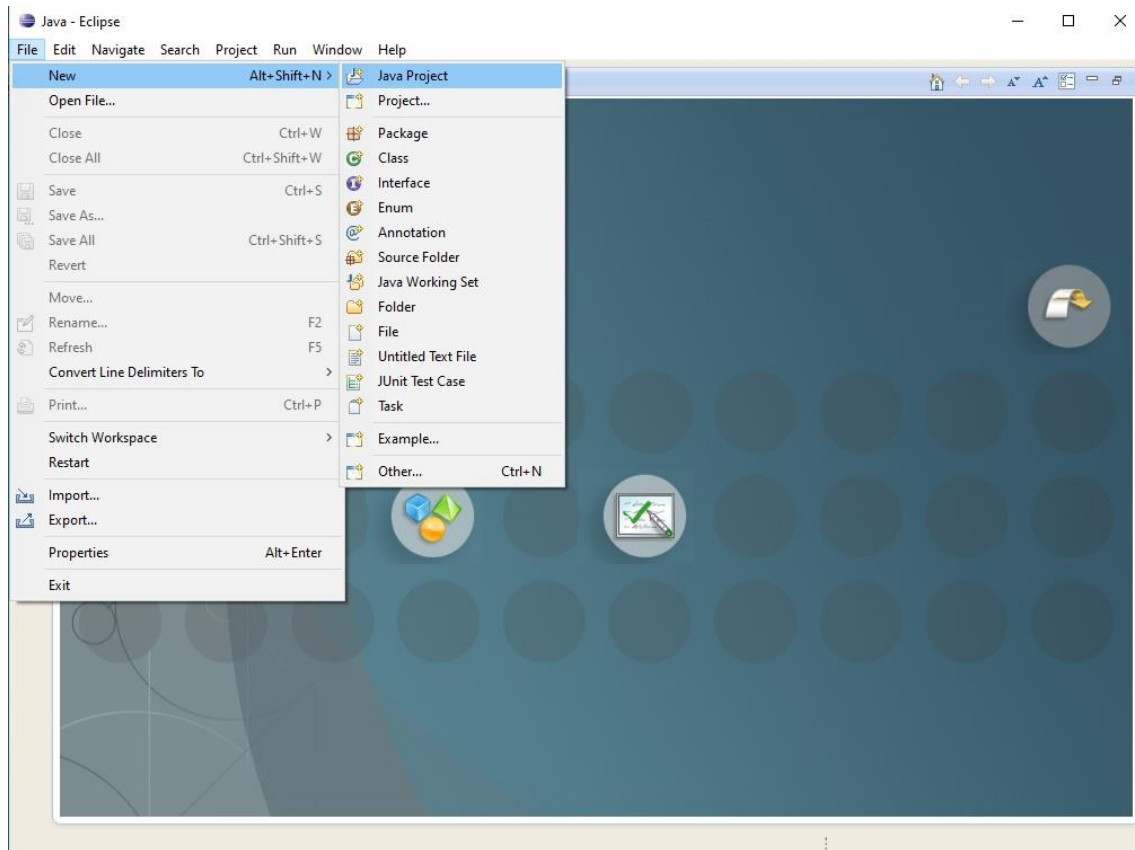 Java - Eclipse
File Edit Navigate Search Project Run Window Help
New Alt+Shift+N >
Open File...
Close Ctrl+W
Close All Ctrl+Shift+W
Save Ctrl+S
Save As...
Save All Ctrl+Shift+S
Revert
Move...
Rename... F2
Refresh F5
Convert Line Delimiters To >
Print... Ctrl+P
Switch Workspace >
Restart
Import...
Export...
Properties Alt+Enter
Exit
Java Project
Project...
Package
Class
Interface
Enum
Annotation
Source Folder
Java Working Set
Folder
File
Untitled Text File
JUnit Test Case
Task
Example...
Other... Ctrl+N